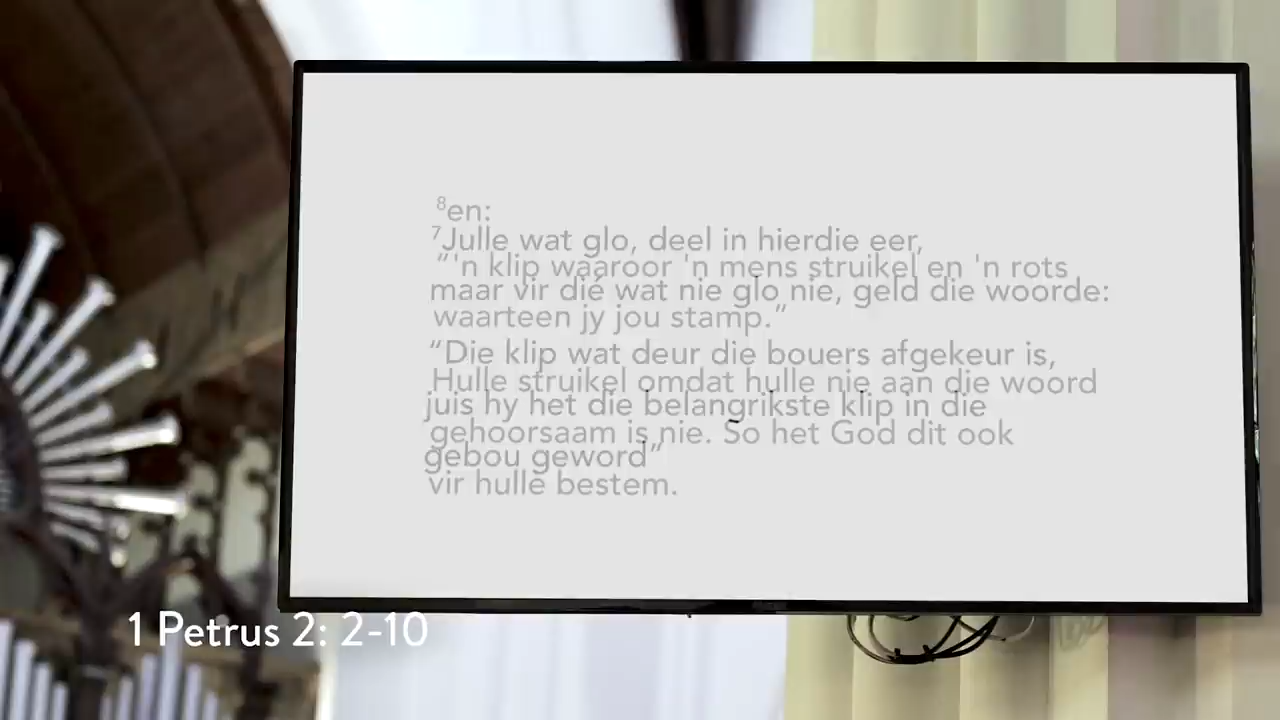 ⁸en:
⁷Julle wat glo, deel in hierdie eer,
“'n klip waaroor 'n mens struikel en 'n rots
maar vir dié wat nie glo nie, geld die woorde:
waarteen jy jou stamp.”
“Die klip wat deur die bouers afgekeur is,
Hulle struikel omdat hulle nie aan die woord
juis hy het die belangrikste klip in die
gehoorsaam is nie. So het God dit ook
gebou geword”
vir hulle bestem.
1 Petrus 2: 2-10